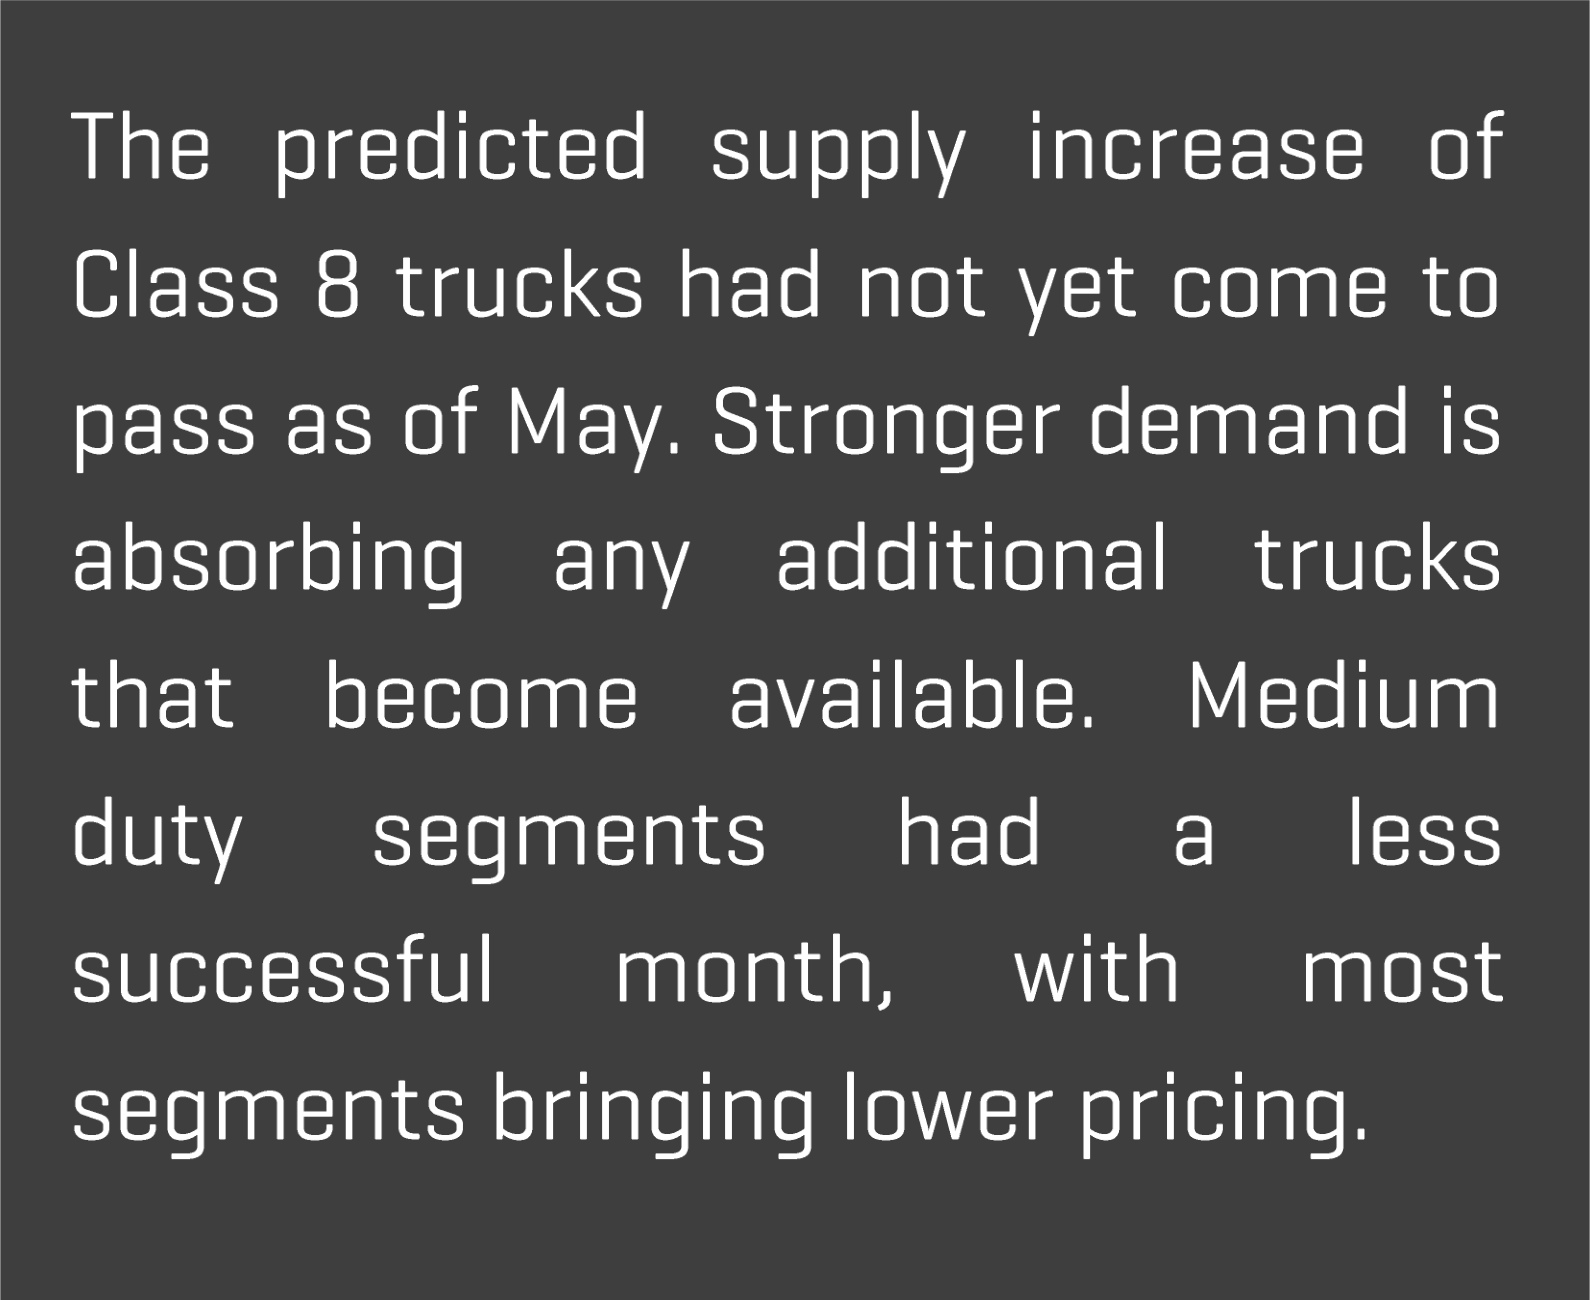 The predicted supply increase of
Class 8 trucks had not yet come to
pass as of May. Stronger demand is
absorbing any additional trucks
that become available. Medium
duty segments had a less
successful month, with most
segments bringing lower pricing.